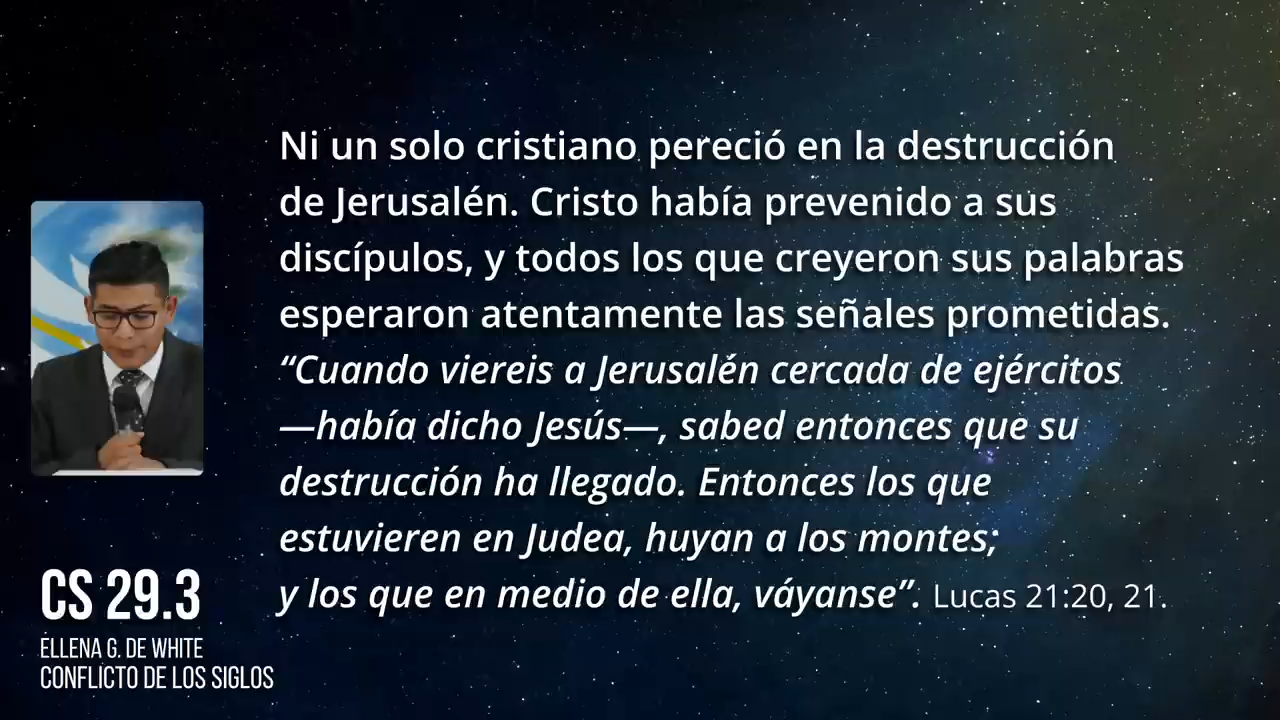 Ni un solo cristiano pereció en la destrucción
de Jerusalén. Cristo había prevenido a sus
discípulos, y todos los que creyeron sus palabras
esperaron atentamente las señales prometidas.
“Cuando viereis a Jerusalén cercada de ejércitos
—había dicho Jesús—, sabed entonces que su
destrucción ha llegado. Entonces los que
estuvieren en Judea, huyan a los montes;
y los que en medio de ella, váyanse”. Lucas 21:20, 21.
CS 29.3
ELLENA G. DE WHITE
CONFLICTO DE LOS SIGLOS